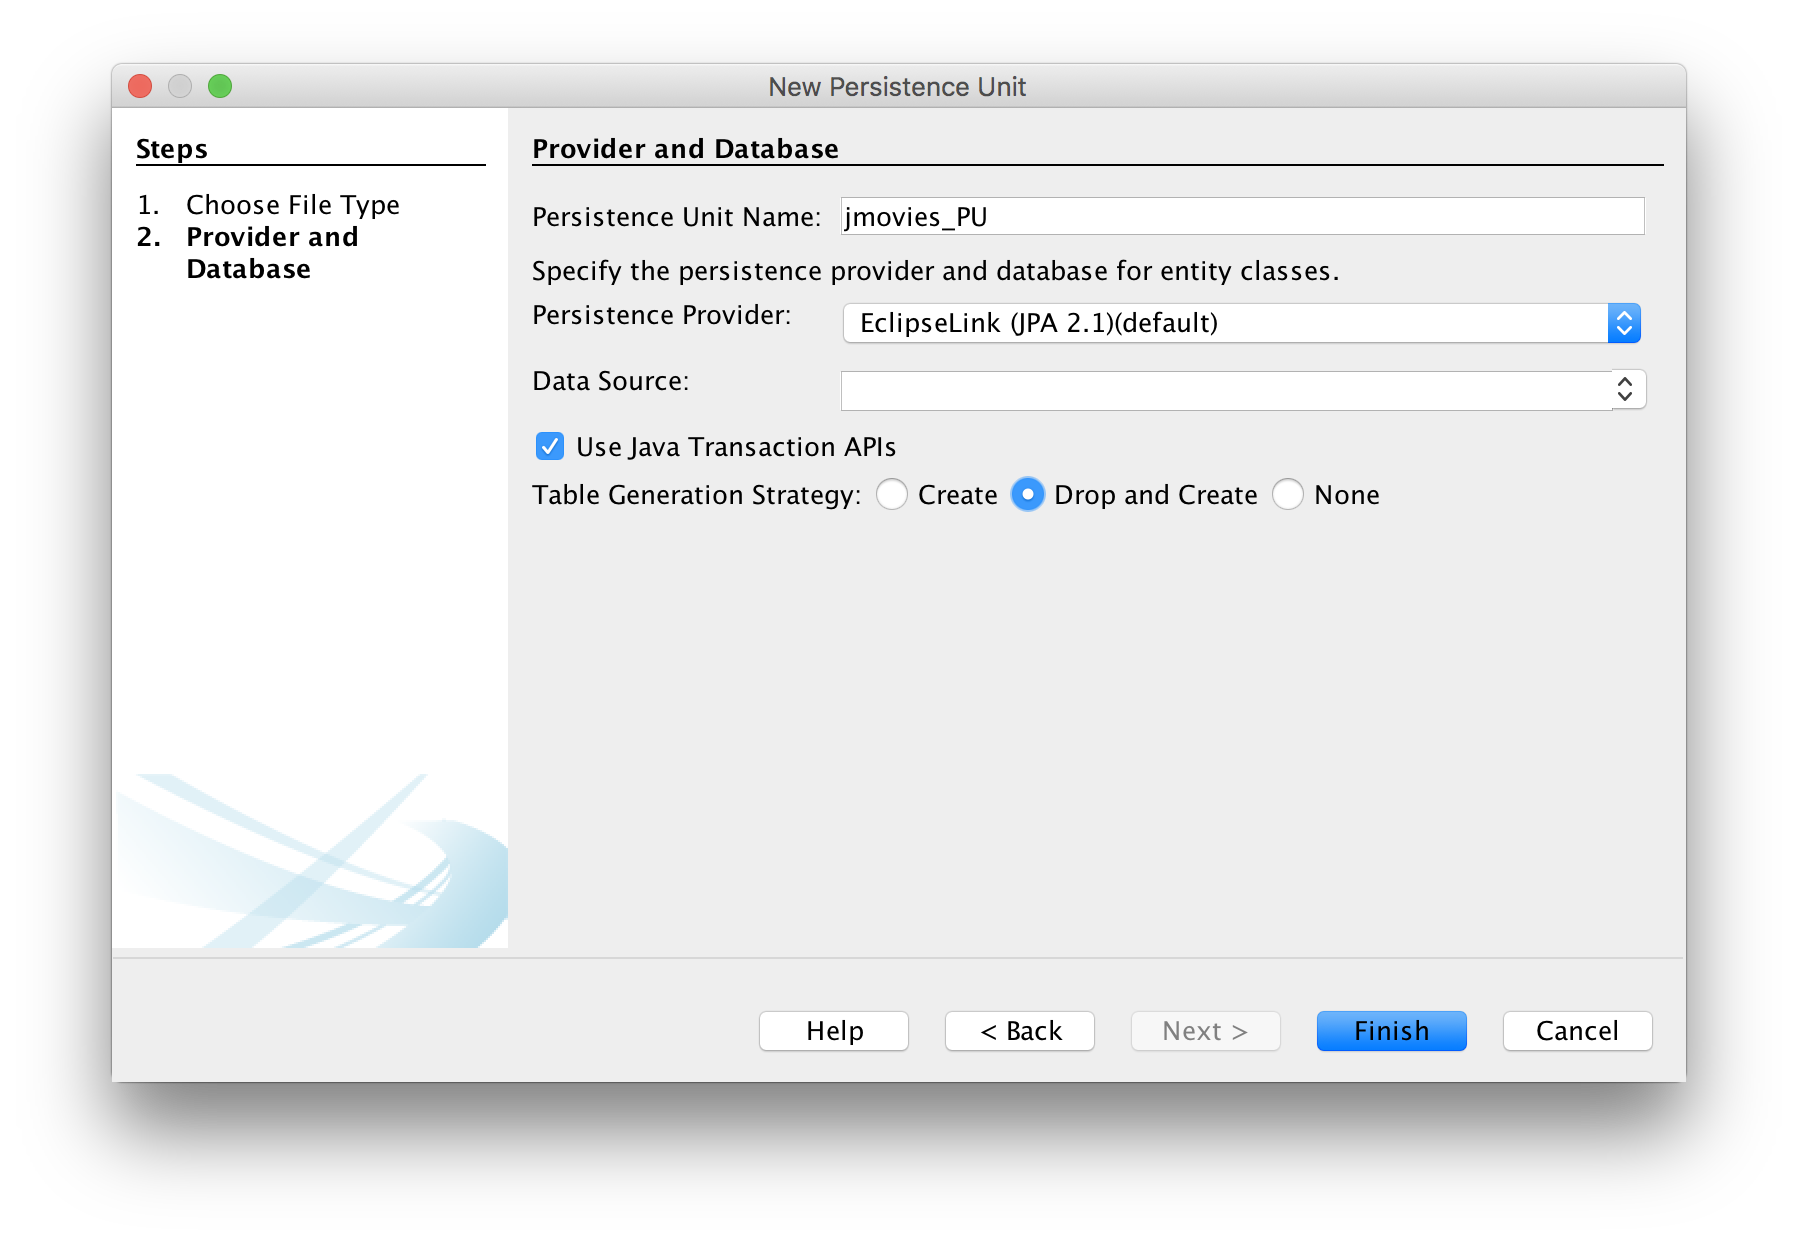 New Persistence Unit
Steps
1. Choose File Type
2. Provider and
Database
Provider and Database
Persistence Unit Name: jmovies_PU
Specify the persistence provider and database for entity classes.
Persistence Provider: EclipseLink (JPA 2.1)(default)
Data Source:
Use Java Transaction APIs
Table Generation Strategy: Create Drop and Create None
Help < Back Next > Finish Cancel